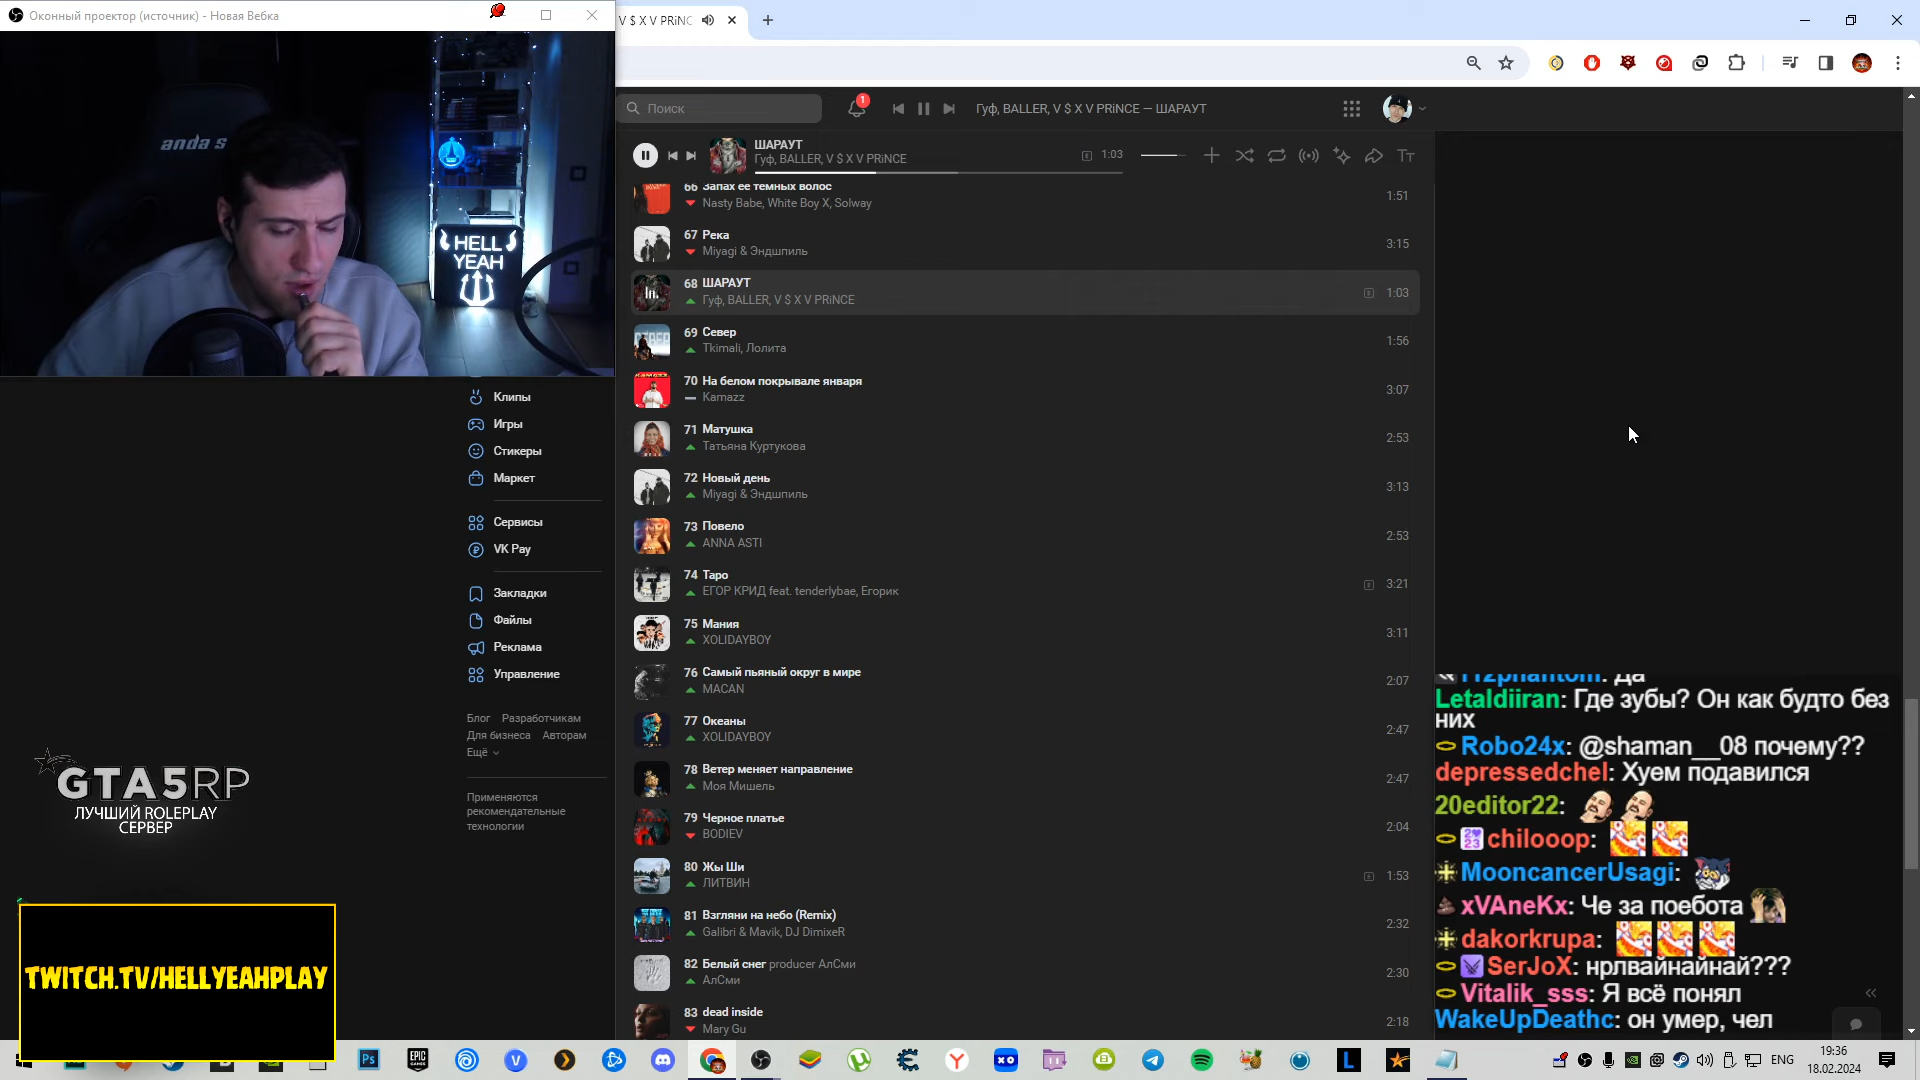 Оконный проектор (источник) - Новая Вебка
V $ X V PRiNC
anda s
HELL
YEAH
Поиск
1
Гуф, BALLER, V $ X V PRiNCE — ШАРАУТ
ШАРАУТ
Гуф, BALLER, V $ X V PRiNCE
E 1:03
66 Запах её тёмных волос
Nasty Babe, White Boy X, Solway
1:51
67 Река
Miyagi & Эндшпиль
3:15
68 ШАРАУТ
Гуф, BALLER, V $ X V PRiNCE
E 1:03
69 Север
Tkimali, Лолита
1:56
70 На белом покрывале января
Kamazz
3:07
71 Матушка
Татьяна Куртукова
2:53
72 Новый день
Miyagi & Эндшпиль
3:13
73 Повело
ANNA ASTI
2:53
74 Таро
ЕГОР КРИД feat. tenderlybae, Егорик
E 3:21
75 Мания
XOLIDAYBOY
3:11
76 Самый пьяный округ в мире
MACAN
2:07
77 Океаны
XOLIDAYBOY
2:47
78 Ветер меняет направление
Моя Мишель
2:47
79 Черное платье
BODIEV
2:04
80 Жы Ши
ЛИТВИН
E 1:53
81 Взгляни на небо (Remix)
Galibri & Mavik, DJ DimixeR
2:32
82 Белый снег producer АлСми
АлСми
2:30
83 dead inside
Mary Gu
2:18
Клипы
Игры
Стикеры
Маркет
Сервисы
VK Pay
Закладки
Файлы
Реклама
Управление
Блог Разработчикам
Для бизнеса Авторам
Ещё
Применяются
рекомендательные
технологии
GTA5RP
ЛУЧШИЙ ROLEPLAY
СЕРВЕР
TWITCH.TV/HELLYEAHPLAY
Letaldiiran: Где зубы? Он как будто без
них
Robo24x: @shaman__08 почему??
depressedchel: Хуем подавился
20editor22:
chilooop:
MooncancerUsagi:
xVAneKx: Че за поебота
dakorkrupa:
SerJoX: нрлвайнайнай???
Vitalik_sss: Я всё понял
WakeUpDeathc: он умер, чел
ENG
19:36
18.02.2024